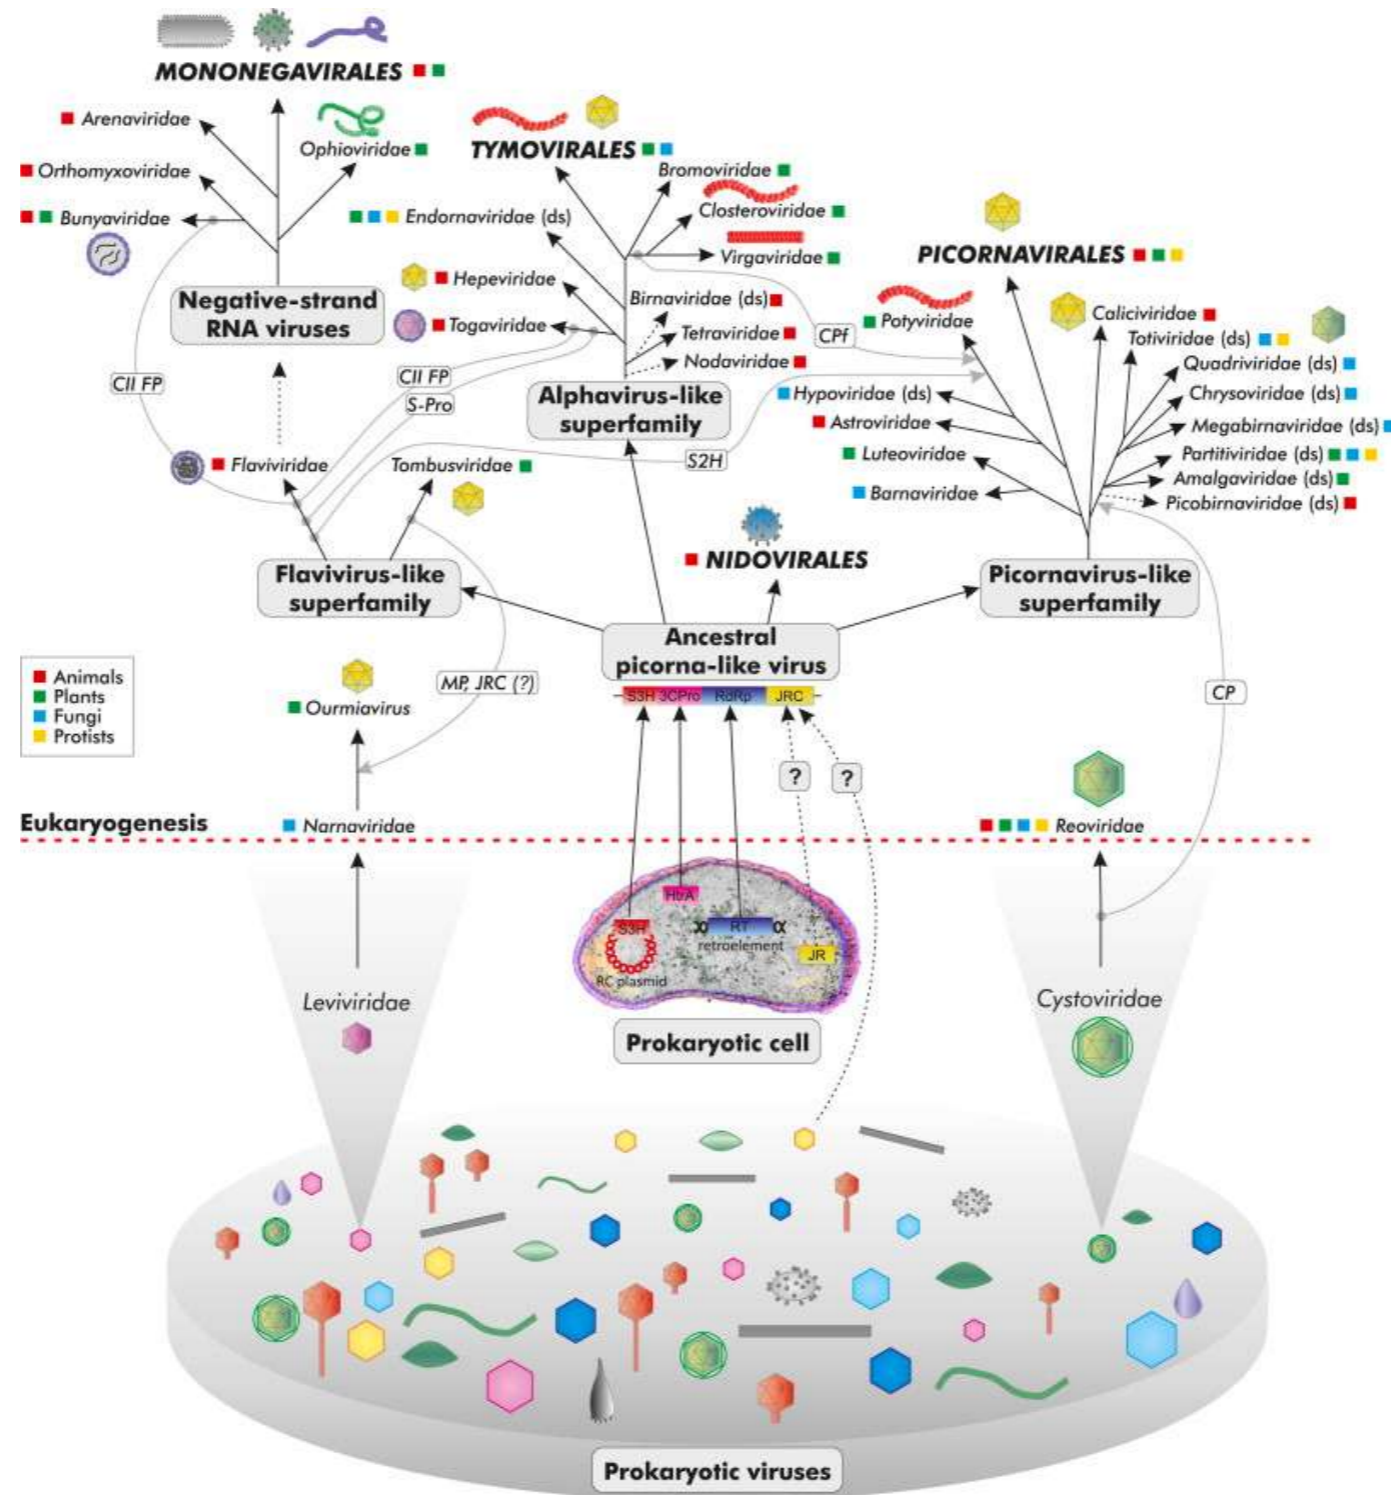 MONONEGAVIRALES
Arenaviridae
Ophioviridae
Orthomyxoviridae
Bunyaviridae
Negative-strand
RNA viruses
TYMOVIRALES
Bromoviridae
Closteroviridae
Endornaviridae (ds)
Virgaviridae
Hepeviridae
Birnaviridae (ds)
Togaviridae
Tetraviridae
Nodaviridae
CPf
CII FP
CII FP
S-Pro
Alphavirus-like
superfamily
S2H
PICORNAVIRALES
Potyviridae
Caliciviridae
Totiviridae (ds)
Quadriviridae (ds)
Hypoviridae (ds)
Chrysoviridae (ds)
Astroviridae
Megabirnaviridae (ds)
Luteoviridae
Partitiviridae (ds)
Amalgaviridae (ds)
Barnaviridae
Picobirnaviridae (ds)
Flaviviridae
Tombusviridae
NIDOVIRALES
Flavivirus-like
superfamily
Picornavirus-like
superfamily
Ancestral
picorna-like virus
S3H 3CPro RdRp JRC
MP, JRC (?)
CP
Animals
Plants
Fungi
Protists
Ourmiavirus
? ?
Eukaryogenesis
Narnaviridae
Reoviridae
HtrA
S3H
RT
retroelement
JR
RC plasmid
Leviviridae
Cystoviridae
Prokaryotic cell
Prokaryotic viruses